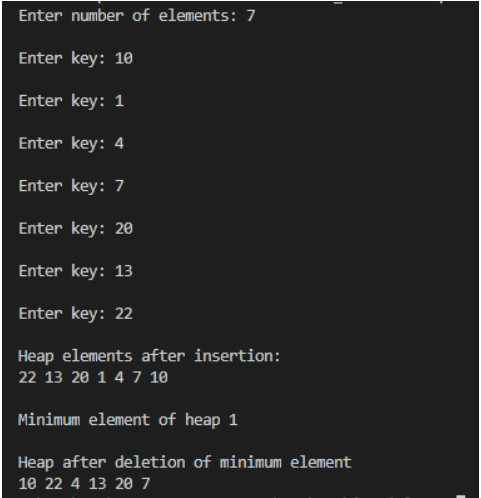 Enter number of elements: 7
Enter key: 10
Enter key: 1
Enter key: 4
Enter key: 7
Enter key: 20
Enter key: 13
Enter key: 22
Heap elements after insertion:
22 13 20 1 4 7 10
Minimum element of heap 1
Heap after deletion of minimum element
10 22 4 13 20 7